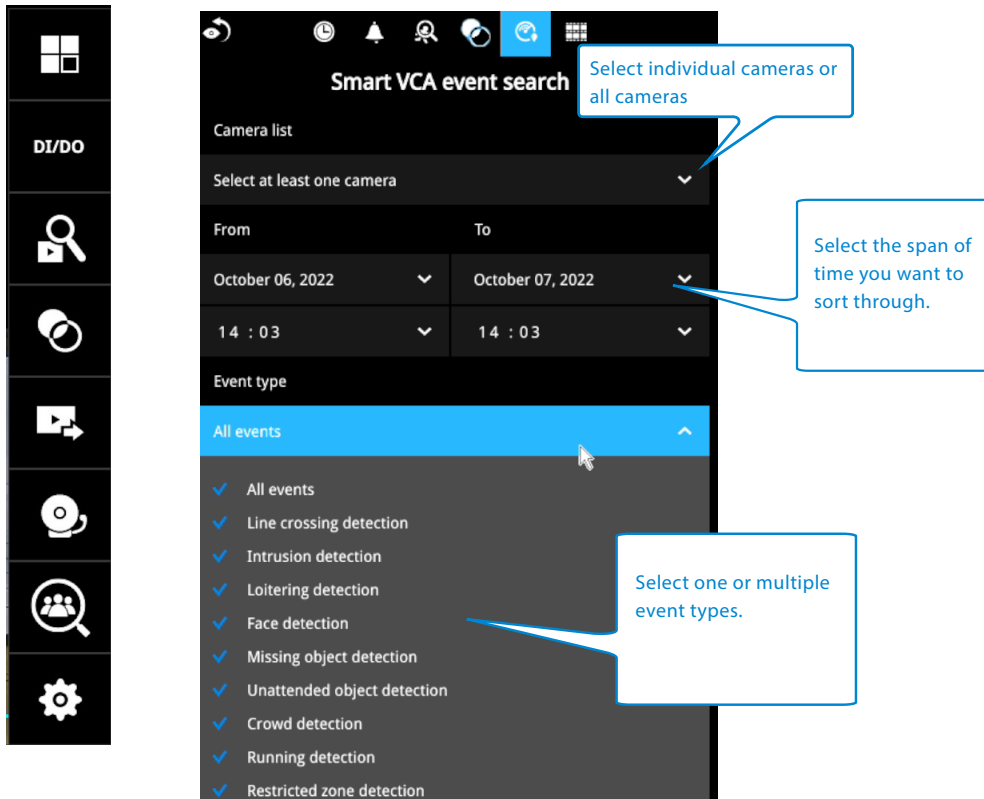 DI/DO
Smart VCA event search
Select individual cameras or
all cameras
Camera list
Select at least one camera
From To
October 06, 2022 October 07, 2022
14 : 03 14 : 03
Select the span of
time you want to
sort through.
Event type
All events
All events
Line crossing detection
Intrusion detection
Loitering detection
Face detection
Missing object detection
Unattended object detection
Crowd detection
Running detection
Restricted zone detection
Select one or multiple
event types.